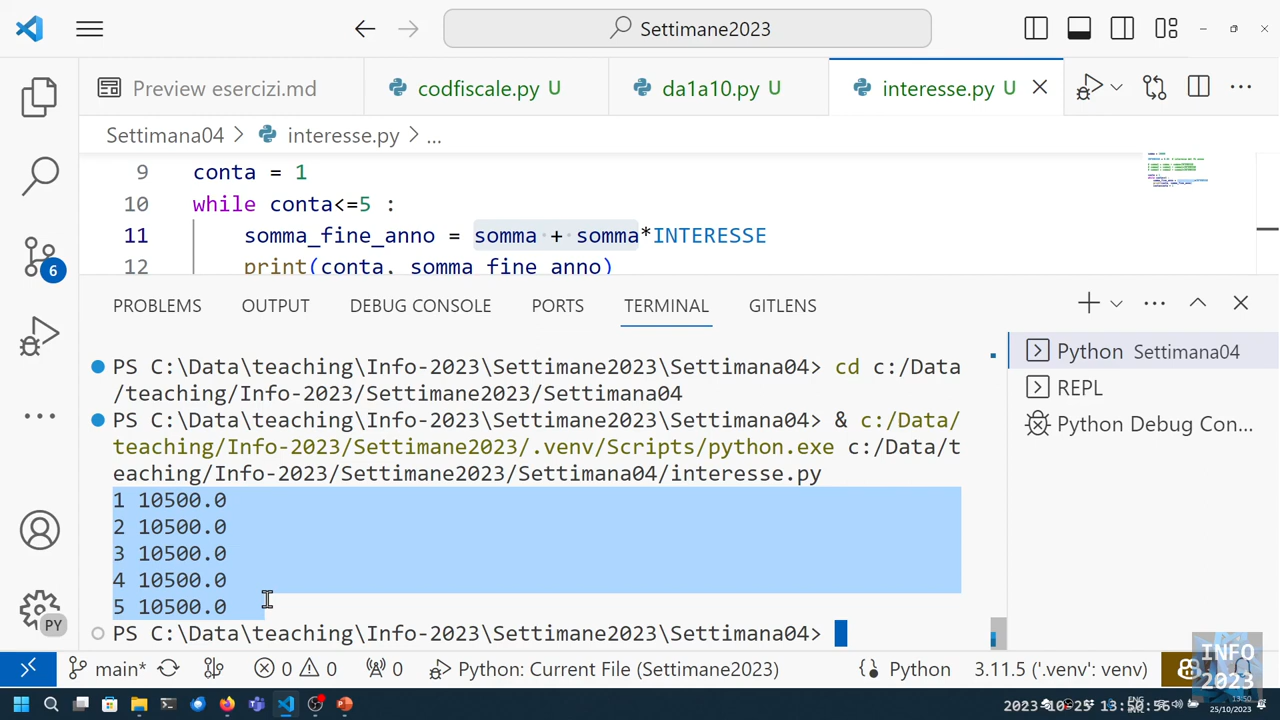 Settimane2023
Preview esercizi.md
codfiscale.py U
da1a10.py U
interesse.py U
Settimana04 > interesse.py > ...
9 conta = 1
10 while conta<=5 :
11 somma_fine_anno = somma + somma*INTERESSE
12 print(conta, somma_fine_anno)
PROBLEMS OUTPUT DEBUG CONSOLE PORTS TERMINAL GITLENS
PS C:\Data\teaching\Info-2023\Settimane2023\Settimana04> cd c:/Data
/teaching/Info-2023/Settimane2023/Settimana04
PS C:\Data\teaching\Info-2023\Settimane2023\Settimana04> & c:/Data/
teaching/Info-2023/Settimane2023/.venv/Scripts/python.exe c:/Data/t
eaching/Info-2023/Settimane2023/Settimana04/interesse.py
1 10500.0
2 10500.0
3 10500.0
4 10500.0
5 10500.0
PS C:\Data\teaching\Info-2023\Settimane2023\Settimana04>
Python Settimana04
REPL
Python Debug Con...
6
PY
main*
0 0
0
Python: Current File (Settimane2023)
Python
3.11.5 ('.venv': venv)
INFO
2023
13:50
25/10/2023